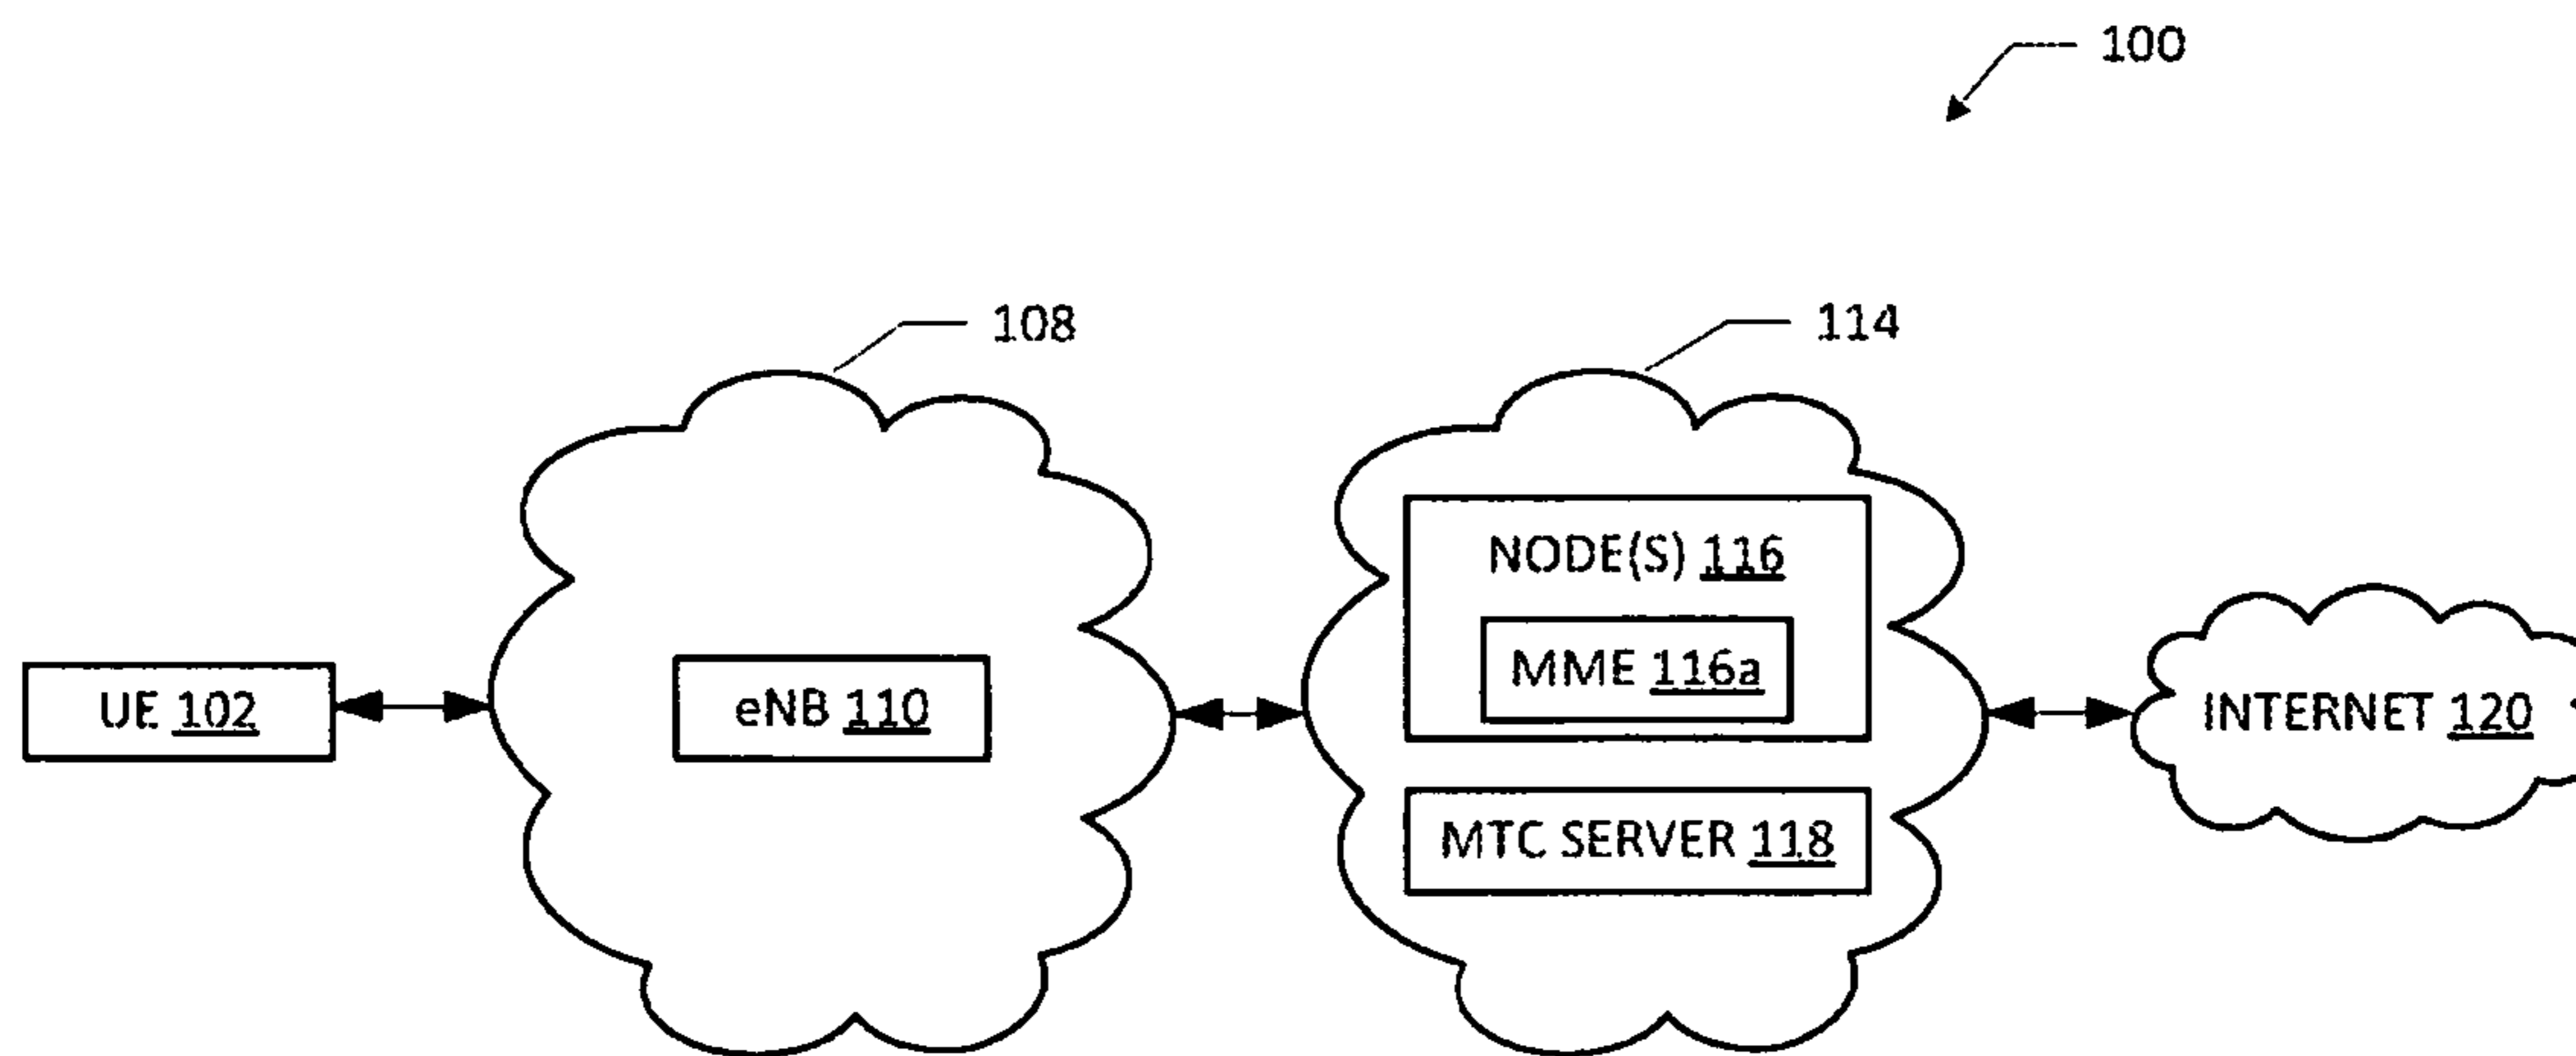 100
108
114
NODE(S) 116
MME 116a
UE 102
eNB 110
INTERNET 120
MTC SERVER 118